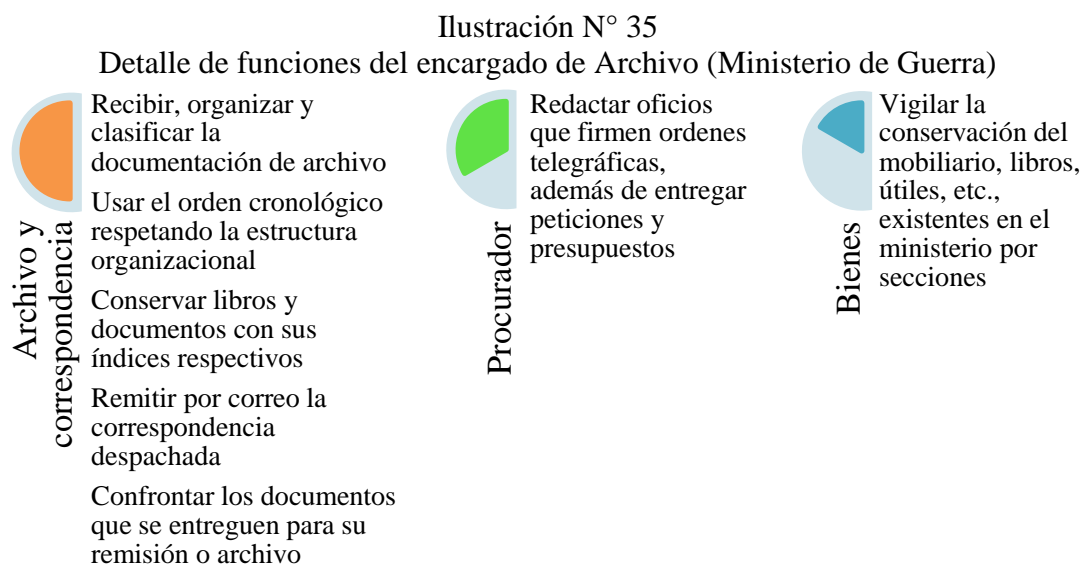 Ilustración N° 35
Detalle de funciones del encargado de Archivo (Ministerio de Guerra)
Archivo y
correspondencia
Recibir, organizar y
clasificar la
documentación de archivo
Usar el orden cronológico
respetando la estructura
organizacional
Conservar libros y
documentos con sus
índices respectivos
Remitir por correo la
correspondencia
despachada
Confrontar los documentos
que se entreguen para su
remisión o archivo
Procurador
Redactar oficios
que firmen ordenes
telegráficas,
además de entregar
peticiones y
presupuestos
Bienes
Vigilar la
conservación del
mobiliario, libros,
útiles, etc.,
existentes en el
ministerio por
secciones